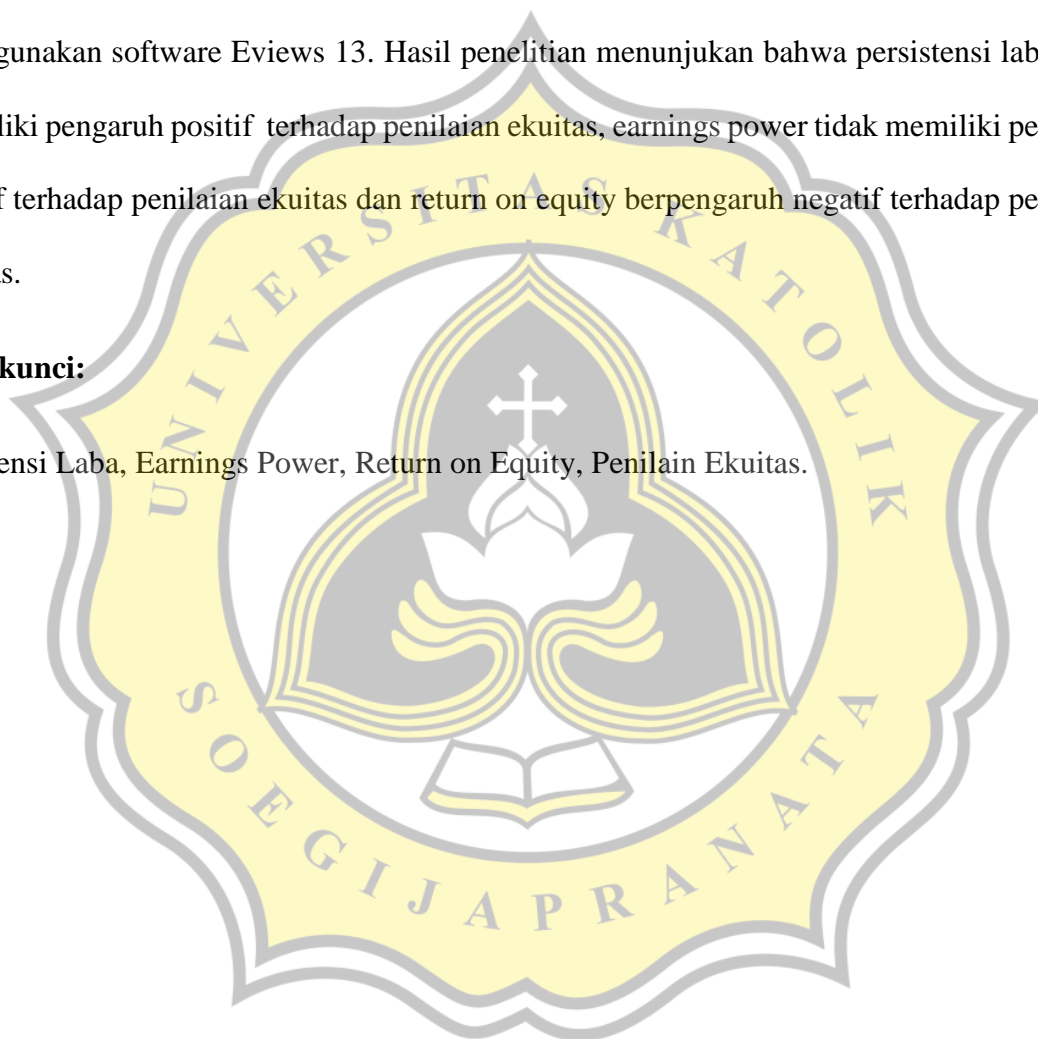 gunakan software Eviews 13. Hasil penelitian menunjukan bahwa persistensi lab
liki pengaruh positif terhadap penilaian ekuitas, earnings power tidak memiliki pe
f terhadap penilaian ekuitas dan return on equity berpengaruh negatif terhadap pe
s.
kunci:
ensi Laba, Earnings Power, Return on Equity, Penilain Ekuitas.
UNIVERSITAS KATOLIK
SOEGIJAPRANATA